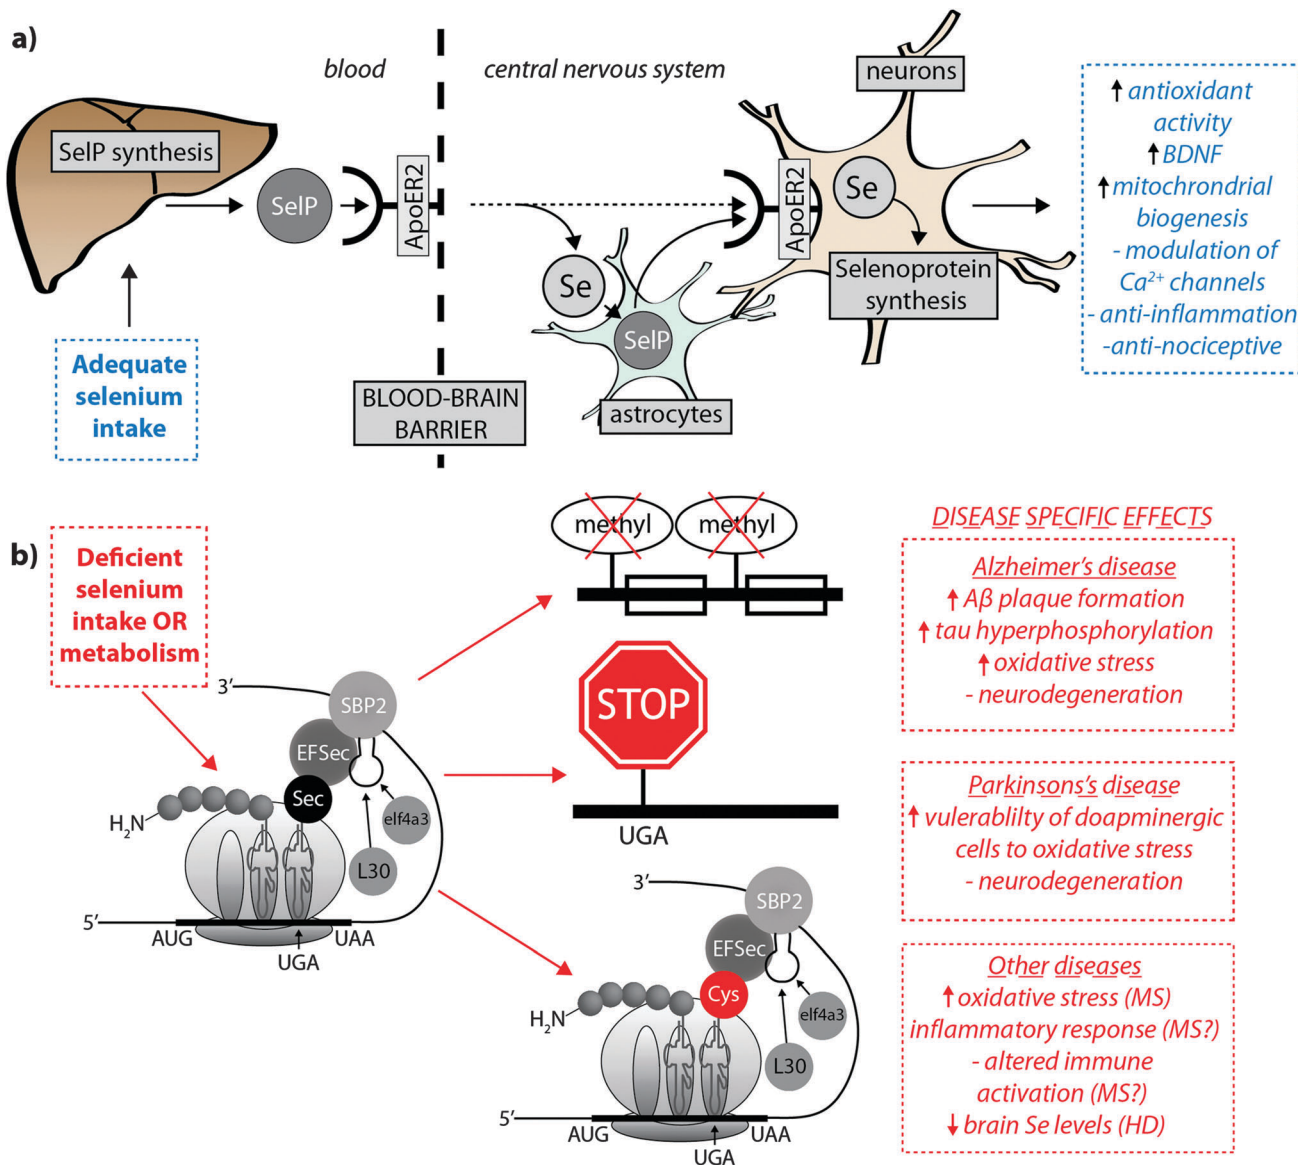 a)
blood
central nervous system
SelP synthesis
SelP
ApoER2
Se
SelP
astrocytes
BLOOD-BRAIN
BARRIER
Adequate
selenium
intake
neurons
ApoER2
Se
Selenoprotein
synthesis
↑ antioxidant
activity
↑ BDNF
↑ mitochrondrial
biogenesis
- modulation of
Ca²⁺ channels
- anti-inflammation
-anti-nociceptive
b)
Deficient
selenium
intake OR
metabolism
3’
SBP2
EFSec
Sec
elf4a3
L30
H₂N
5’
AUG
UGA
UAA
methyl
methyl
STOP
UGA
3’
SBP2
EFSec
Cys
elf4a3
L30
H₂N
5’
AUG
UGA
UAA
DISEASE SPECIFIC EFFECTS
Alzheimer’s disease
↑ Aβ plaque formation
↑ tau hyperphosphorylation
↑ oxidative stress
- neurodegeneration
Parkinsons’s disease
↑ vulerablilty of doapminergic
cells to oxidative stress
- neurodegeneration
Other diseases
↑ oxidative stress (MS)
inflammatory response (MS?)
- altered immune
activation (MS?)
↓ brain Se levels (HD)